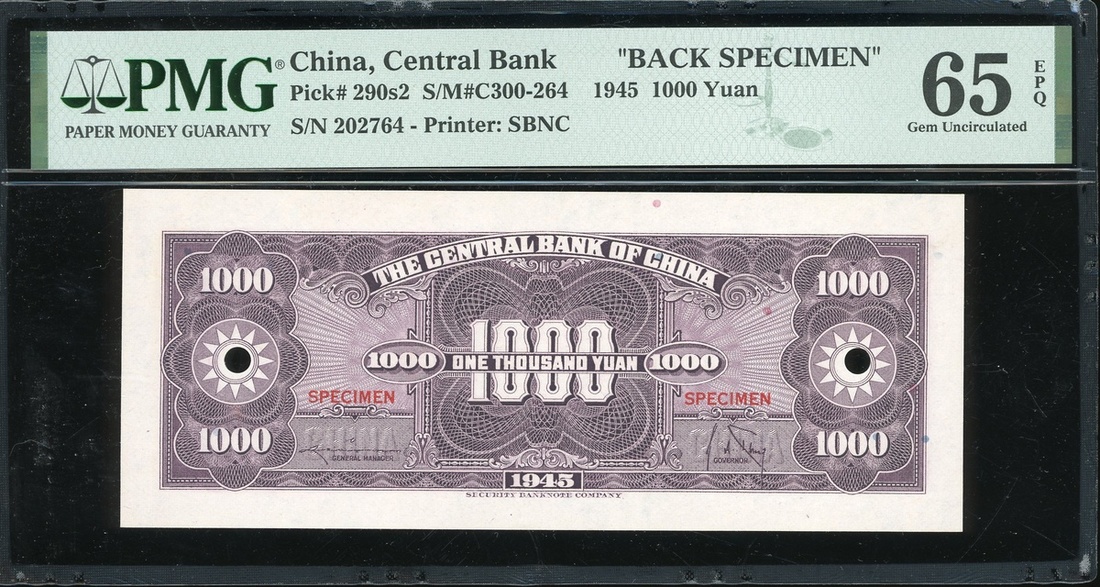 PMG®
PAPER MONEY GUARANTY
China, Central Bank "BACK SPECIMEN"
Pick# 290s2 S/M#C300-264 1945 1000 Yuan
S/N 202764 - Printer: SBNC
65 EPQ
Gem Uncirculated
THE CENTRAL BANK OF CHINA
1000 1000
1000
1000 ONE THOUSAND YUAN 1000
SPECIMEN SPECIMEN
1000 CHINA CHINA 1000
GENERAL MANAGER GOVERNOR
1945
SECURITY BANKNOTE COMPANY